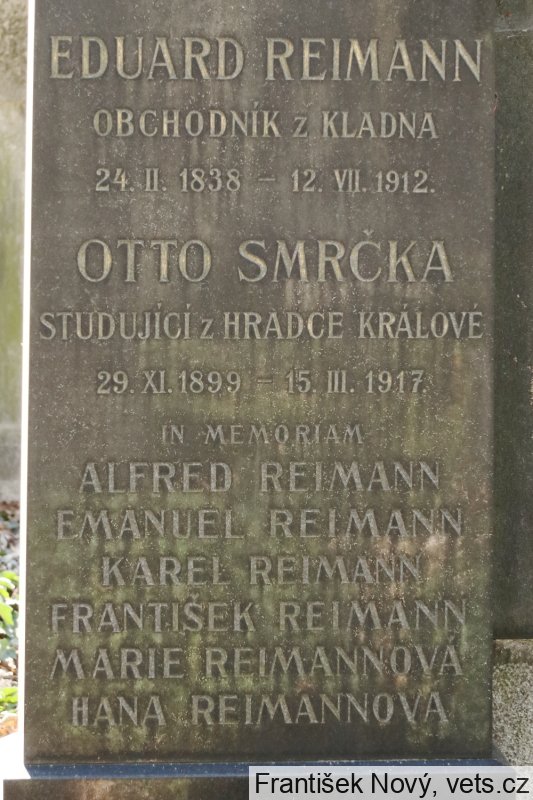 EDUARD REIMANN
OBCHODNÍK z KLADNA
24. II. 1838 – 12. VII. 1912.
OTTO SMRČKA
STUDUJÍCÍ z HRADCE KRÁLOVÉ
29. XI. 1899 – 15. III. 1917.
IN MEMÓRIAM
ALFRED REIMANN
EMANUEL REIMANN
KAREL REIMANN
FRANTIŠEK REIMANN
MARIE REIMANNOVÁ
HANA REIMANNOVÁ
František Nový, vets.cz